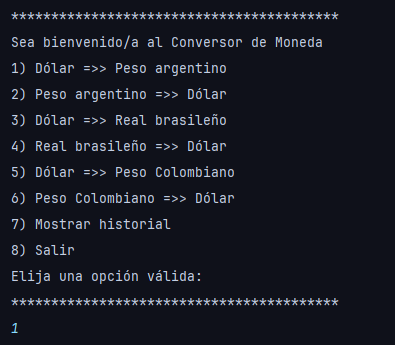 *****************************************
Sea bienvenido/a al Conversor de Moneda
1) Dólar =>> Peso argentino
2) Peso argentino =>> Dólar
3) Dólar =>> Real brasileño
4) Real brasileño =>> Dólar
5) Dólar =>> Peso Colombiano
6) Peso Colombiano =>> Dólar
7) Mostrar historial
8) Salir
Elija una opción válida:
*****************************************
1